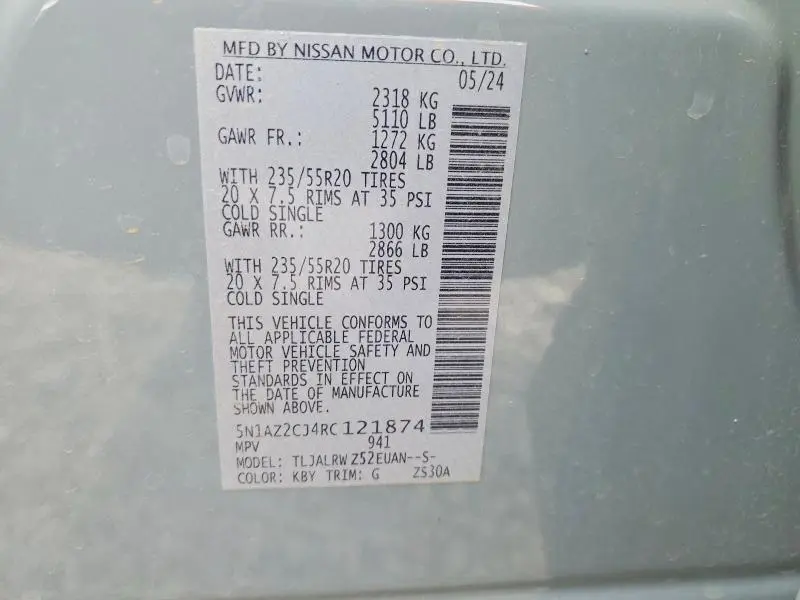 MFD BY NISSAN MOTOR CO., LTD.
DATE: 05/24
GVWR: 2318 KG
5110 LB
GAWR FR.: 1272 KG
2804 LB
WITH 235/55R20 TIRES
20 X 7.5 RIMS AT 35 PSI
COLD SINGLE
GAWR RR.: 1300 KG
2866 LB
WITH 235/55R20 TIRES
20 X 7.5 RIMS AT 35 PSI
COLD SINGLE
THIS VEHICLE CONFORMS TO
ALL APPLICABLE FEDERAL
MOTOR VEHICLE SAFETY AND
THEFT PREVENTION
STANDARDS IN EFFECT ON
THE DATE OF MANUFACTURE
SHOWN ABOVE.
5N1AZ2CJ4RC121874
MPV 941
MODEL: TLJALRW Z52EUAN--S-
COLOR: KBY TRIM: G ZS30A